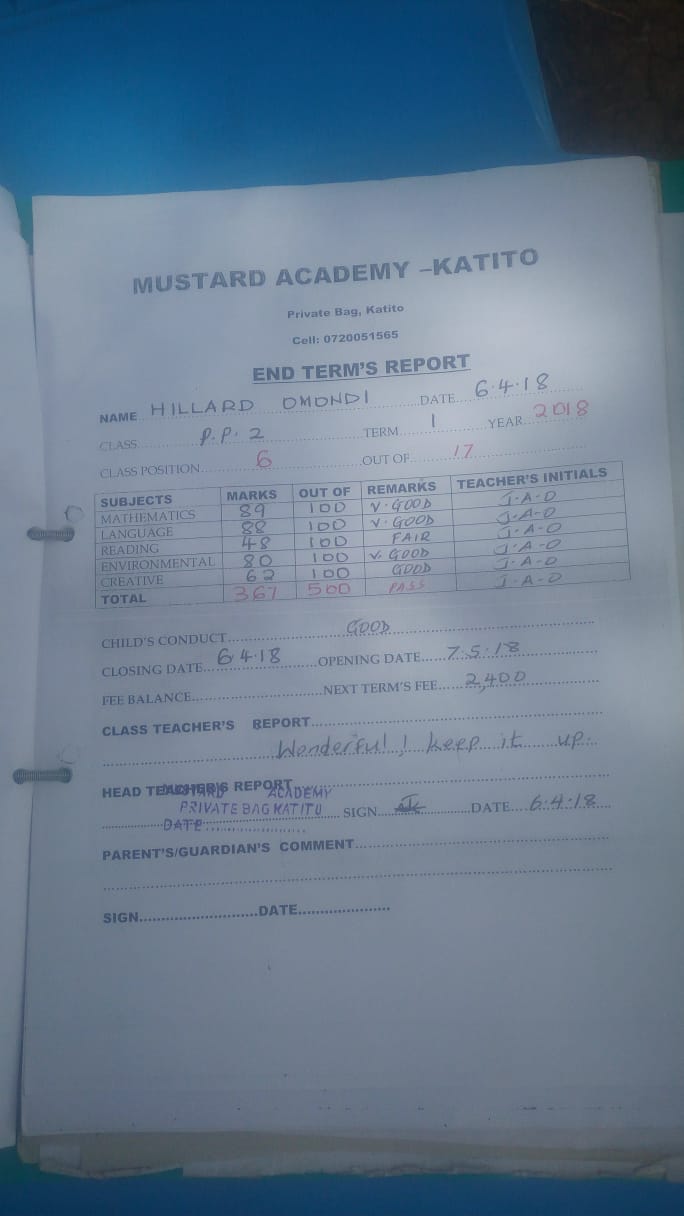 MUSTARD ACADEMY –KATITO
Private Bag, Katito
Cell: 0720051565
END TERM'S REPORT
NAME HILLARD OMONDI DATE 6.4.18
CLASS P.P. 2 TERM 1 YEAR 2018
CLASS POSITION 6 OUT OF 17
SUBJECTS MARKS OUT OF REMARKS TEACHER'S INITIALS
MATHEMATICS 89 100 V. GOOD J.A.O
LANGUAGE 88 100 V. GOOD J.A-O
READING 48 100 FAIR J.A-O
ENVIRONMENTAL 80 100 V. GOOD J.A-O
CREATIVE 62 100 GOOD J.A-O
TOTAL 367 500 PASS J.A-O
CHILD'S CONDUCT GOOD
CLOSING DATE 6.4.18 OPENING DATE 7.5.18
FEE BALANCE NEXT TERM'S FEE 2,400
CLASS TEACHER'S REPORT
Wonderful! keep it up.
HEAD TEACHER'S REPORT
MUSTARD ACADEMY
PRIVATE BAG KATITO SIGN DATE 6.4.18
DATE
PARENT'S/GUARDIAN'S COMMENT
SIGN DATE